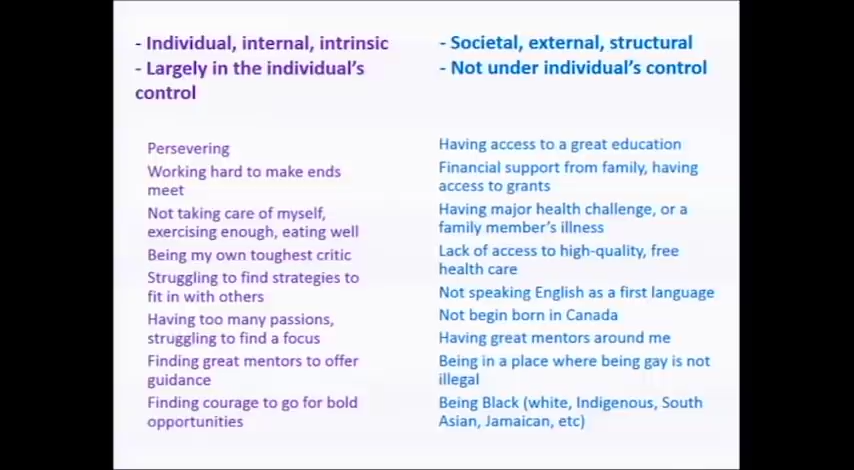 - Individual, internal, intrinsic
- Largely in the individual's
control
Persevering
Working hard to make ends
meet
Not taking care of myself,
exercising enough, eating well
Being my own toughest critic
Struggling to find strategies to
fit in with others
Having too many passions,
struggling to find a focus
Finding great mentors to offer
guidance
Finding courage to go for bold
opportunities
- Societal, external, structural
- Not under individual's control
Having access to a great education
Financial support from family, having
access to grants
Having major health challenge, or a
family member's illness
Lack of access to high-quality, free
health care
Not speaking English as a first language
Not begin born in Canada
Having great mentors around me
Being in a place where being gay is not
illegal
Being Black (white, Indigenous, South
Asian, Jamaican, etc)